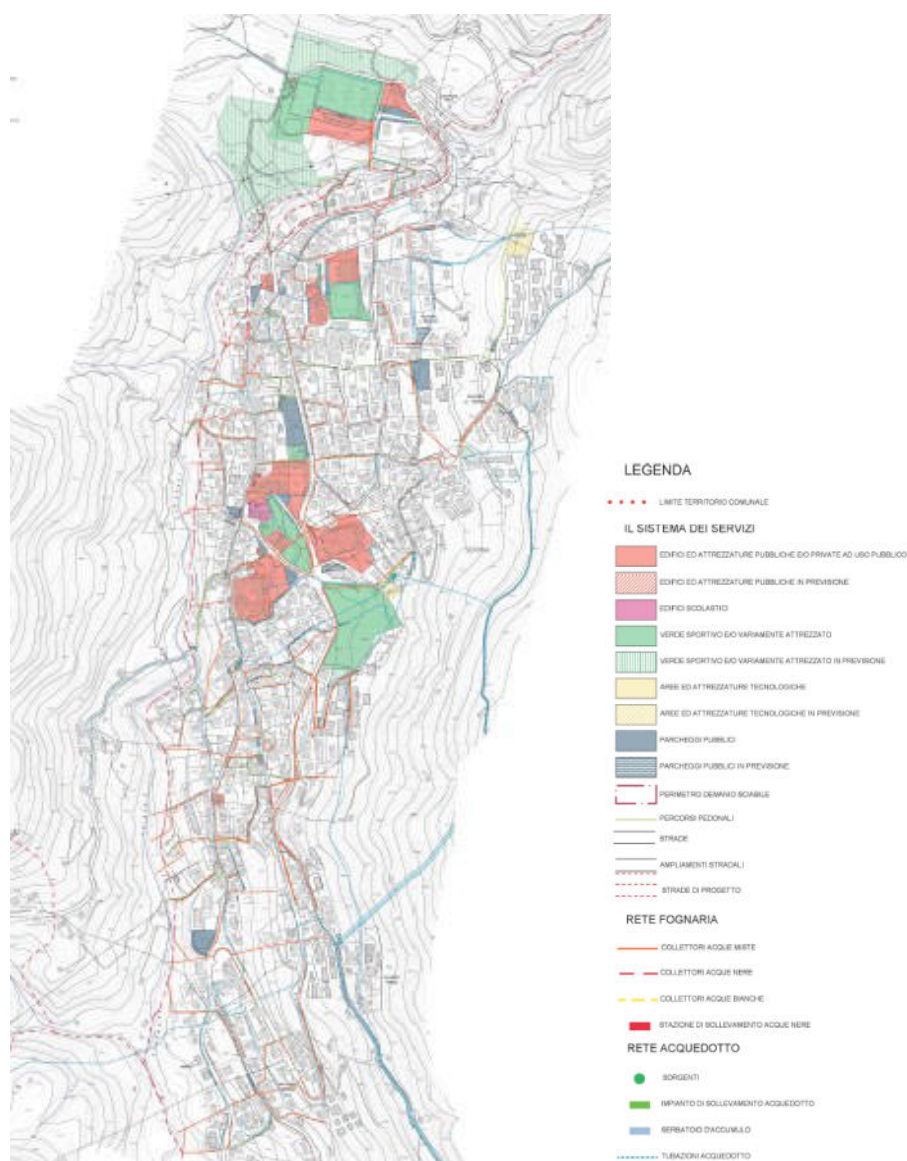 LEGENDA
LIMITE TERRITORIO COMUNALE
IL SISTEMA DEI SERVIZI
EDIFICI ED ATTREZZATURE PUBBLICHE E/O PRIVATE AD USO PUBBLICO
EDIFICI ED ATTREZZATURE PUBBLICHE IN PREVISIONE
EDIFICI SCOLASTICI
VERDE SPORTIVO E/O VARIAMENTE ATTREZZATO
VERDE SPORTIVO E/O VARIAMENTE ATTREZZATO IN PREVISIONE
AREE ED ATTREZZATURE TECNOLOGICHE
AREE ED ATTREZZATURE TECNOLOGICHE IN PREVISIONE
PARCHEGGI PUBBLICI
PARCHEGGI PUBBLICI IN PREVISIONE
PERIMETRO DEMANIO SCIABILE
PERCORSI PEDONALI
STRADE
AMPLIAMENTI STRADALI
STRADE DI PROGETTO
RETE FOGNARIA
COLLETTORI ACQUE MISTE
COLLETTORI ACQUE NERE
COLLETTORI ACQUE BIANCHE
STAZIONE DI SOLLEVAMENTO ACQUE NERE
RETE ACQUEDOTTO
SORGENTI
IMPIANTO DI SOLLEVAMENTO ACQUEDOTTO
SERBATOIO D'ACCUMULO
TUBAZIONI ACQUEDOTTO